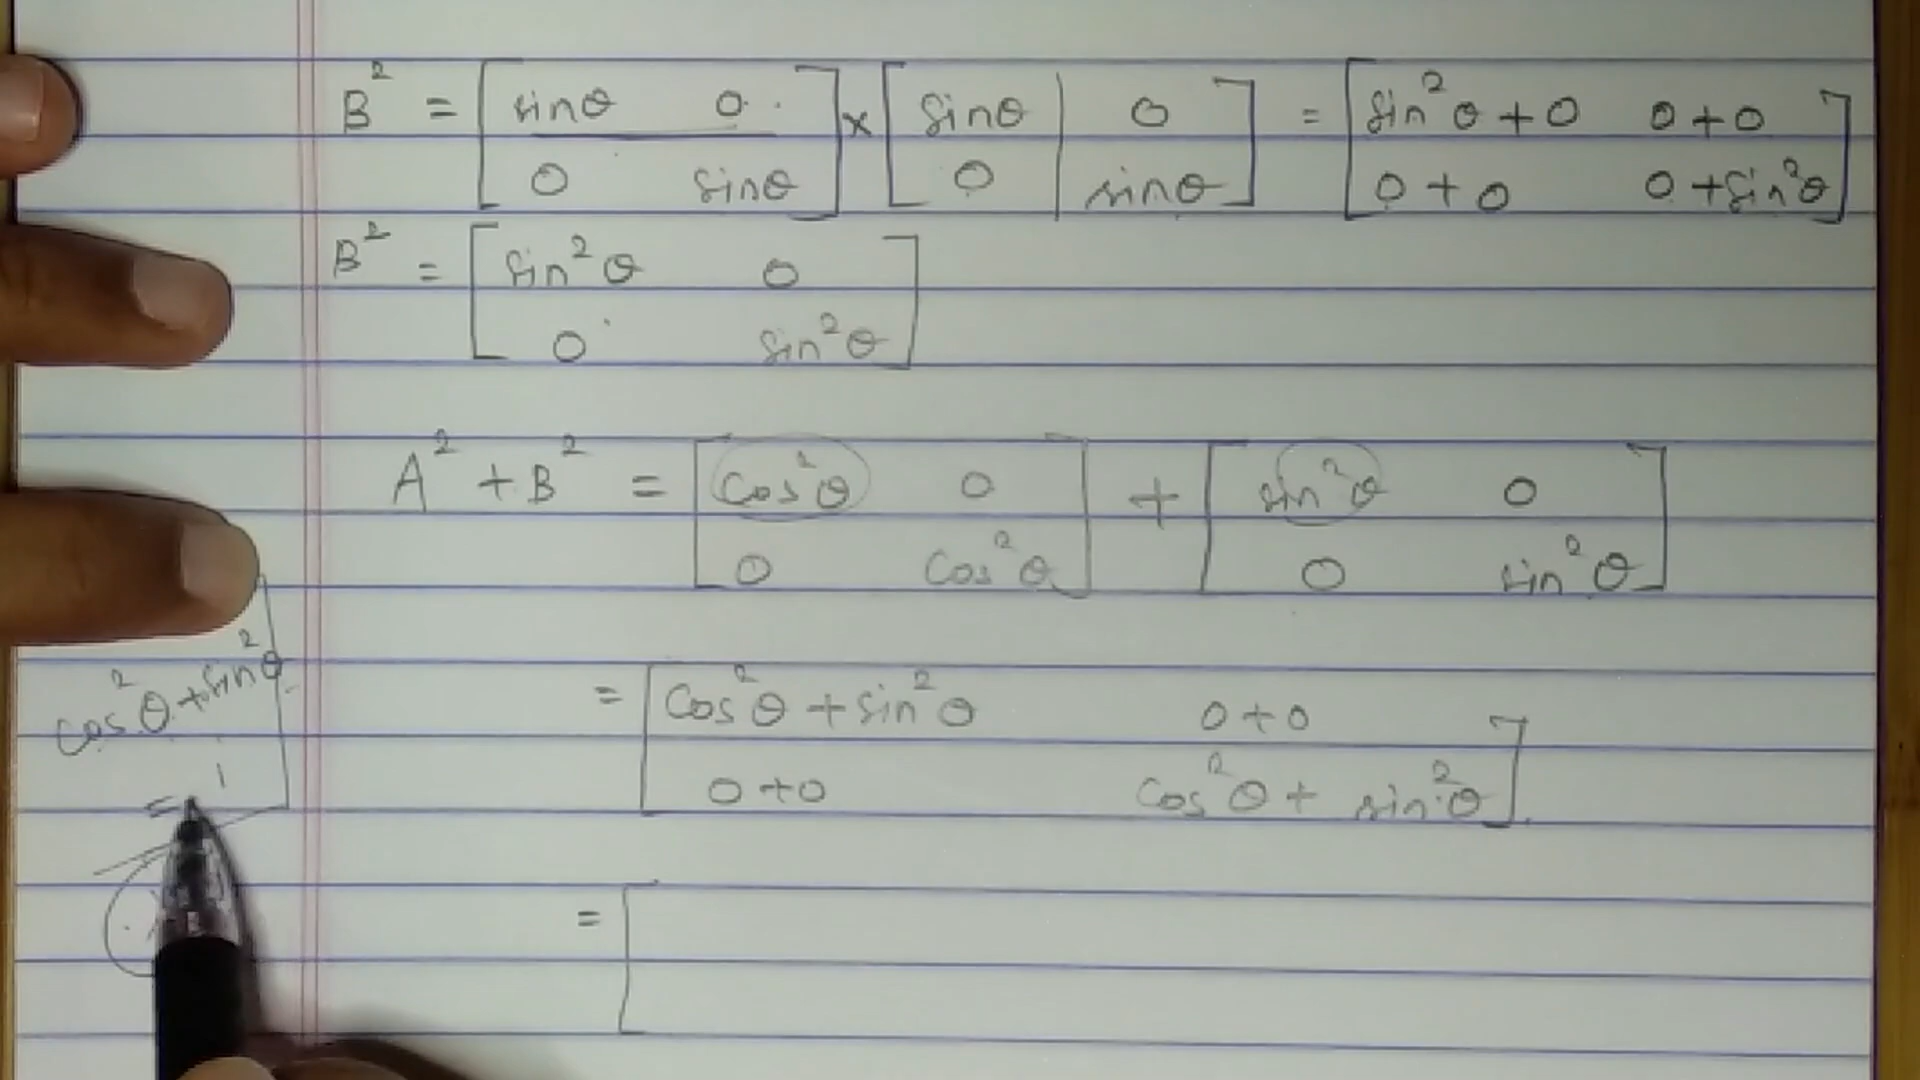 B² = [ sinθ 0 ] × [ sinθ | 0 ] = [ sin²θ + 0 0 + 0 ]
[ 0 sinθ ] [ 0 | sinθ ] [ 0 + 0 0 + sin²θ ]
B² = [ sin²θ 0 ]
[ 0 sin²θ ]
A² + B² = [ cos²θ 0 ] + [ sin²θ 0 ]
[ 0 cos²θ ] [ 0 sin²θ ]
cos²θ + sin²θ
= 1
= [ cos²θ + sin²θ 0 + 0 ]
[ 0 + 0 cos²θ + sin²θ ]
= [